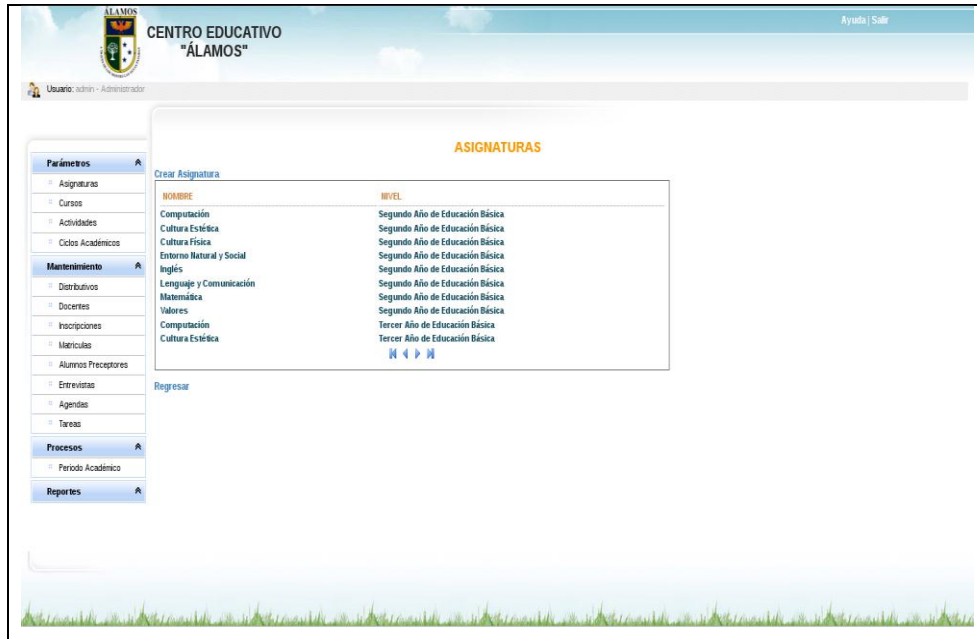 ÁLAMOS
CENTRO EDUCATIVO
"ÁLAMOS"
Ayuda | Salir
Usuario: admin - Administrador
Parámetros
Asignaturas
Cursos
Actividades
Ciclos Académicos
Mantenimiento
Distributivos
Docentes
Inscripciones
Matriculas
Alumnos Preceptores
Entrevistas
Agendas
Tareas
Procesos
Periodo Académico
Reportes
ASIGNATURAS
Crear Asignatura
NOMBRE NIVEL
Computación Segundo Año de Educación Básica
Cultura Estética Segundo Año de Educación Básica
Cultura Física Segundo Año de Educación Básica
Entorno Natural y Social Segundo Año de Educación Básica
Inglés Segundo Año de Educación Básica
Lenguaje y Comunicación Segundo Año de Educación Básica
Matemática Segundo Año de Educación Básica
Valores Segundo Año de Educación Básica
Computación Tercer Año de Educación Básica
Cultura Estética Tercer Año de Educación Básica
Regresar